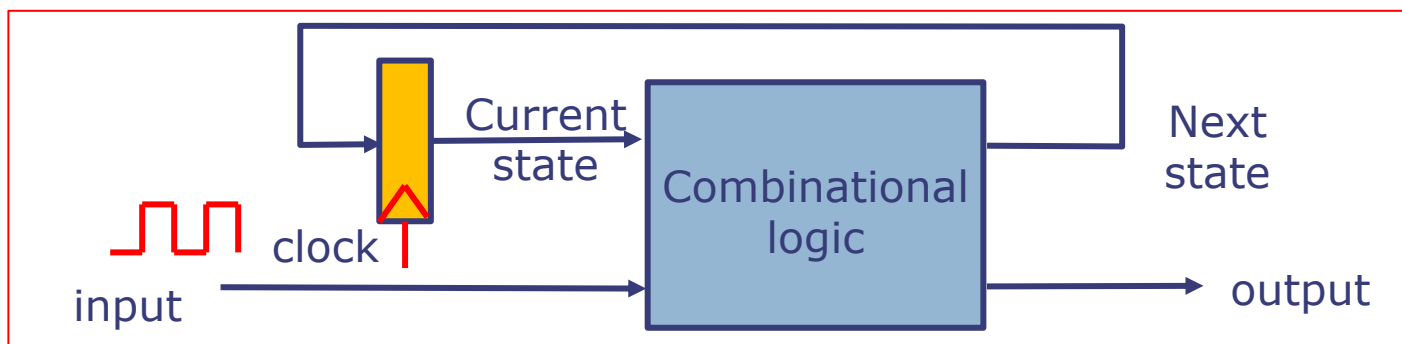 Current
state
Next
state
Combinational
logic
clock
input
output